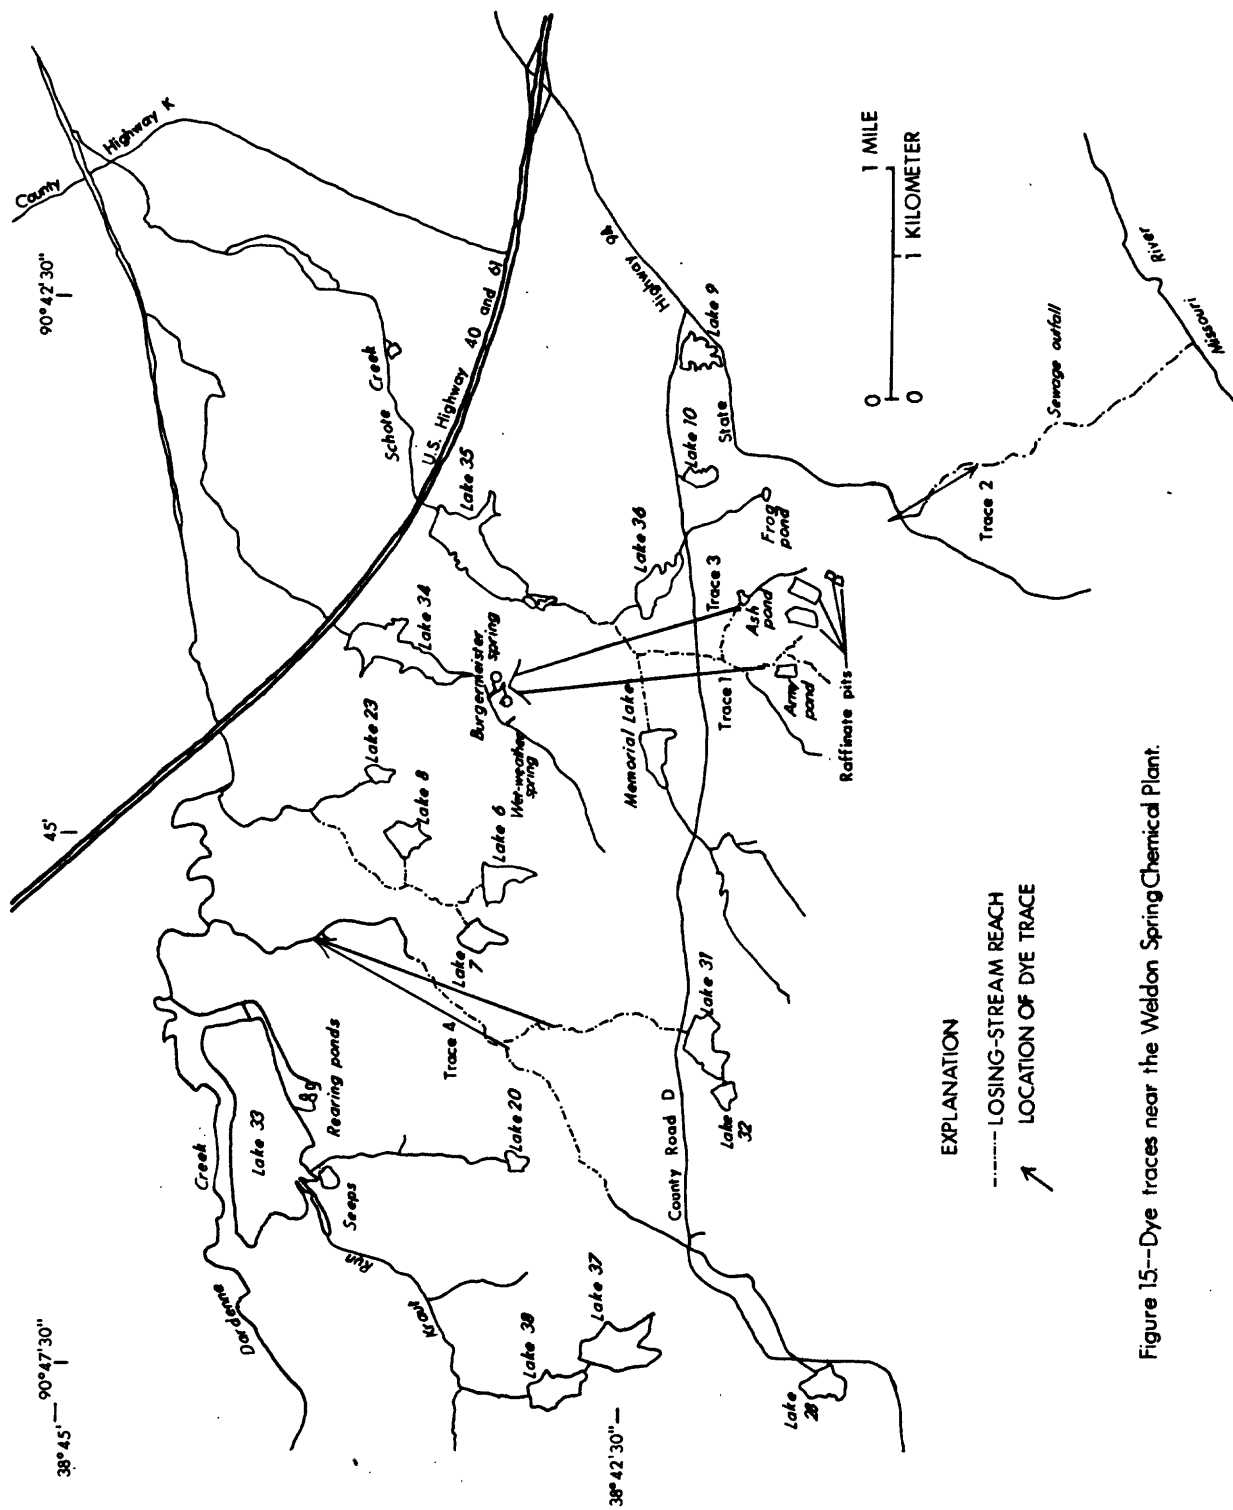 38°45'
90°47'30"
45'
90°42'30"
County Highway K
Dardenne Creek
Lake 33
Rearing ponds
Seeps
Kraut Run
Lake 20
Lake 38
Lake 37
38°42'30"
Lake 28
County Road D
Lake 32
Lake 31
Trace 4
Lake 7
Lake 6
Lake 8
Lake 23
Lake 34
Burgermeister spring
Wet-weather spring
Schote Creek
U.S. Highway 40 and 61
Lake 35
Lake 36
Memorial Lake
Lake 10
Lake 9
State Highway 94
Trace 1
Trace 3
Ash pond
Army pond
Frog pond
Raffinate pits
Trace 2
Sewage outfall
Missouri River
0 1 MILE
0 1 KILOMETER
EXPLANATION
LOSING-STREAM REACH
LOCATION OF DYE TRACE
Figure 15.--Dye traces near the Weldon Spring Chemical Plant.